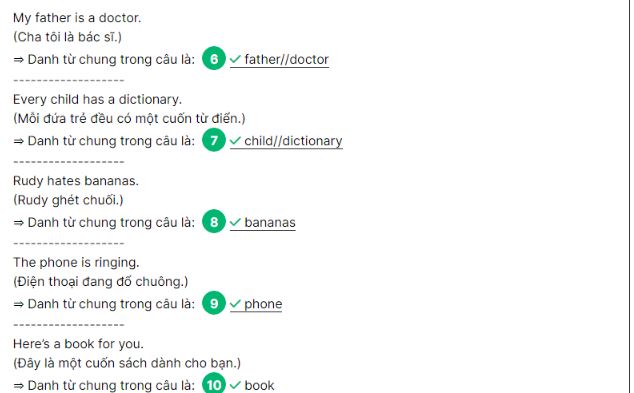 My father is a doctor.
(Cha tôi là bác sĩ.)
⇒ Danh từ chung trong câu là: 6 ✓ father//doctor
-------------------
Every child has a dictionary.
(Mỗi đứa trẻ đều có một cuốn từ điển.)
⇒ Danh từ chung trong câu là: 7 ✓ child//dictionary
-------------------
Rudy hates bananas.
(Rudy ghét chuối.)
⇒ Danh từ chung trong câu là: 8 ✓ bananas
-------------------
The phone is ringing.
(Điện thoại đang đổ chuông.)
⇒ Danh từ chung trong câu là: 9 ✓ phone
-------------------
Here’s a book for you.
(Đây là một cuốn sách dành cho bạn.)
⇒ Danh từ chung trong câu là: 10 ✓ book